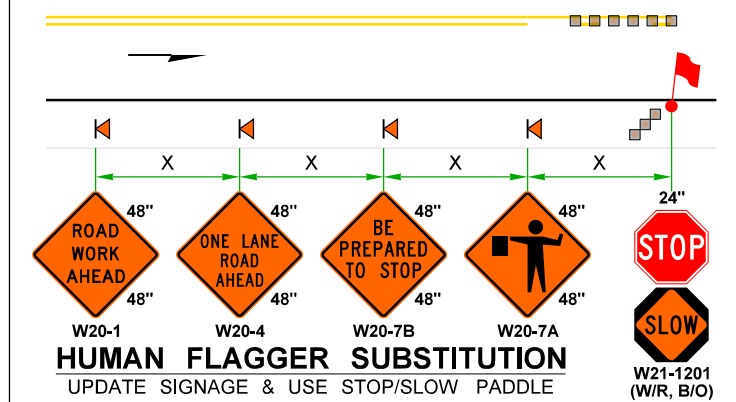 X X X X
48" 48" 48" 48" 24"
ROAD
WORK
AHEAD
ONE LANE
ROAD
AHEAD
BE
PREPARED
TO STOP
STOP
48" 48" 48" 48"
SLOW
W20-1 W20-4 W20-7B W20-7A
W21-1201
(W/R, B/O)
HUMAN FLAGGER SUBSTITUTION
UPDATE SIGNAGE & USE STOP/SLOW PADDLE